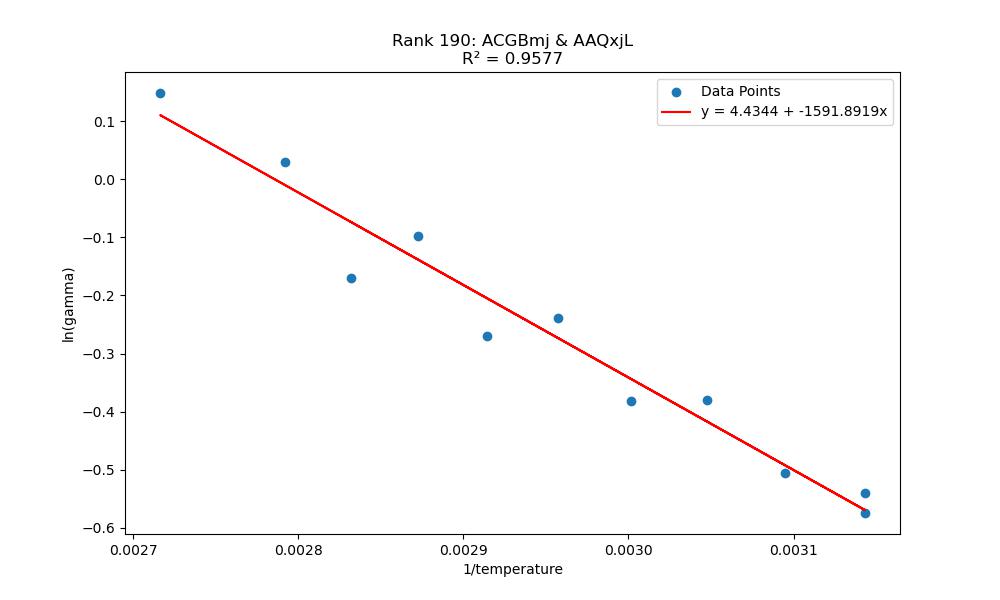 Rank 190: ACGBmj & AAQxjL
R² = 0.9577
Data Points
y = 4.4344 + -1591.8919x
ln(gamma)
0.1
0.0
−0.1
−0.2
−0.3
−0.4
−0.5
−0.6
0.0027
0.0028
0.0029
0.0030
0.0031
1/temperature